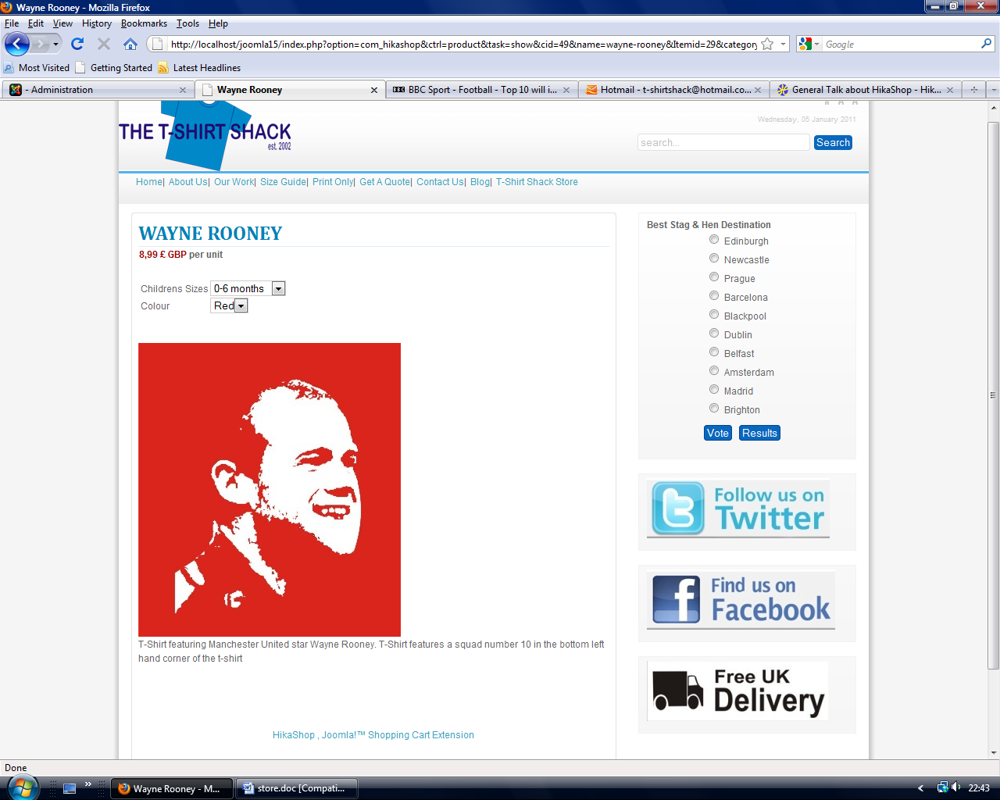 Wayne Rooney - Mozilla Firefox
File Edit View History Bookmarks Tools Help
http://localhost/joomla15/index.php?option=com_hikashop&ctrl=product&task=show&cid=49&name=wayne-rooney&Itemid=29&category
Google
Most Visited Getting Started Latest Headlines
- Administration
Wayne Rooney
BBC Sport - Football - Top 10 will i...
Hotmail - t-shirtshack@hotmail.co...
General Talk about HikaShop - Hik...
THE T-SHIRT SHACK
est. 2002
Wednesday, 05 January 2011
search...
Search
Home| About Us| Our Work| Size Guide| Print Only| Get A Quote| Contact Us| Blog| T-Shirt Shack Store
WAYNE ROONEY
8,99 £ GBP per unit
Childrens Sizes 0-6 months
Colour Red
T-Shirt featuring Manchester United star Wayne Rooney. T-Shirt features a squad number 10 in the bottom left
hand corner of the t-shirt
HikaShop , Joomla!™ Shopping Cart Extension
Best Stag & Hen Destination
Edinburgh
Newcastle
Prague
Barcelona
Blackpool
Dublin
Belfast
Amsterdam
Madrid
Brighton
Vote Results
Follow us on
Twitter
Find us on
Facebook
Free UK
Delivery
Done
Wayne Rooney - M...
store.doc [Compati...
22:43